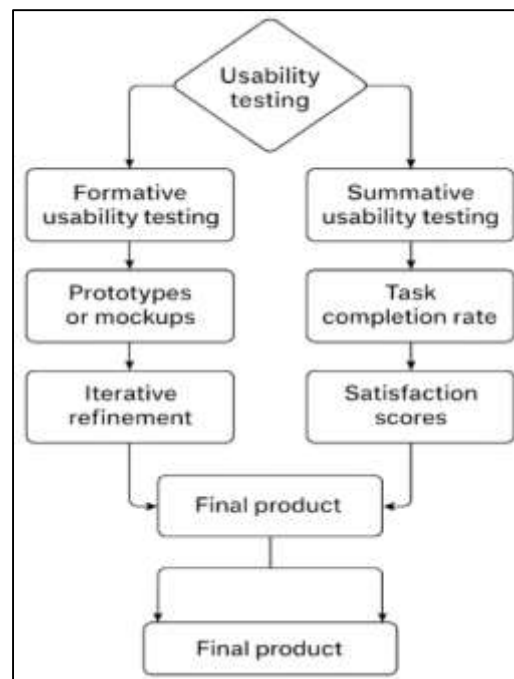 Usability
testing
Formative
usability testing
Summative
usability testing
Prototypes
or mockups
Task
completion rate
Iterative
refinement
Satisfaction
scores
Final product
Final product